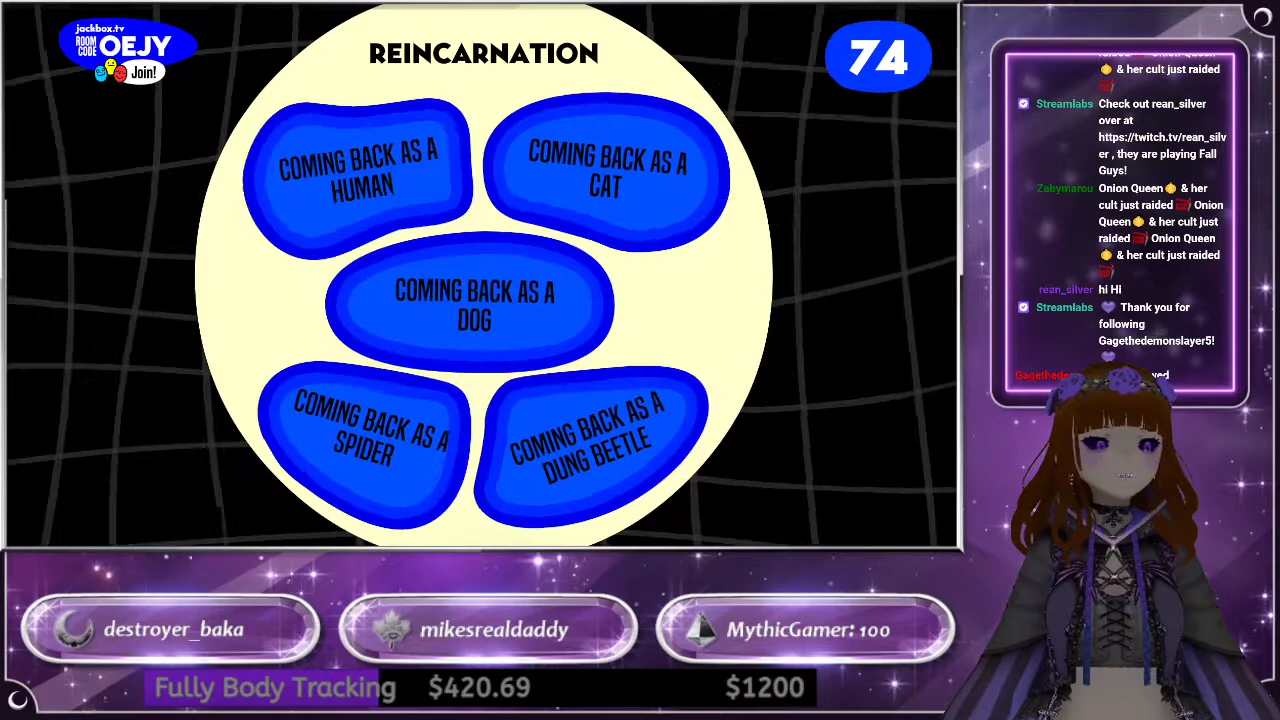 jackbox.tv
ROOM CODE OEJY
Join!
REINCARNATION
74
COMING BACK AS A
HUMAN
COMING BACK AS A
CAT
COMING BACK AS A
DOG
COMING BACK AS A
SPIDER
COMING BACK AS A
DUNG BEETLE
& her cult just raided
Streamlabs Check out rean_silver
over at
https://twitch.tv/rean_silv
er , they are playing Fall
Guys!
Zabymarou Onion Queen & her
cult just raided Onion
Queen & her cult just
raided Onion Queen
& her cult just raided
rean_silver hi HI
Streamlabs Thank you for
following
Gagethedemonslayer5!
destroyer_baka
mikesrealdaddy
MythicGamer: 100
Fully Body Tracking $420.69 $1200